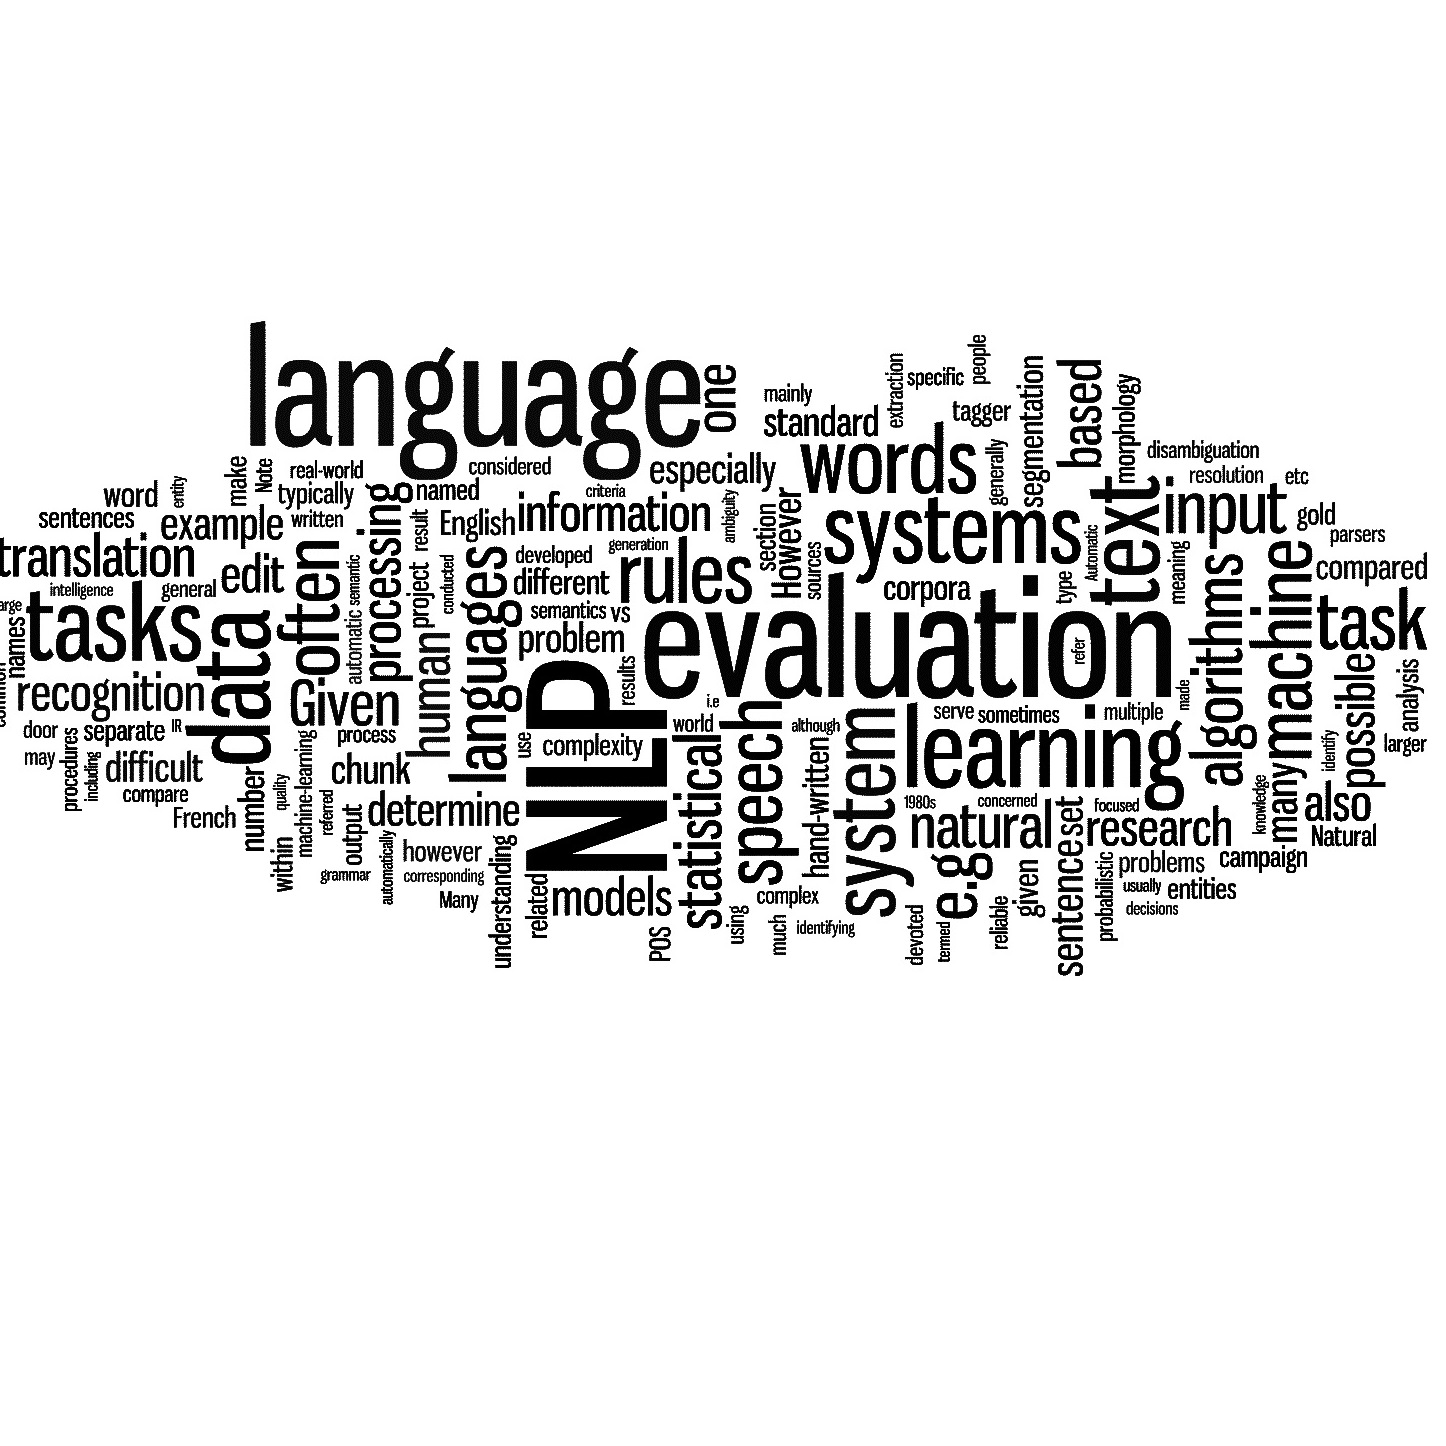 language
one
mainly
standard
extraction
specific
people
tagger
generally
segmentation
based
morphology
words
disambiguation
resolution
etc
word
entity
make
Note
real-world
typically
considered
especially
named
criteria
sentences
example
written
processing
result
English
information
ambiguity
section
However
sources
systems
text
input
gold
parsers
translation
intelligence
general
edit
often
automatic
semantic
project
conducted
languages
developed
generation
different
rules
corpora
type
Automatic
meaning
algorithms
machine
compared
names
tasks
data
human
semantics
vs
problem
results
evaluation
refer
task
recognition
Given
process
NLP
i.e
world
although
made
possible
analysis
door
separate
IR
may
procedures
including
difficult
compare
French
number
quality
within
machine-learning
referred
chunk
use
complexity
statistical
speech
hand-written
system
serve
sometimes
multiple
learning
many
identify
larger
output
determine
grammar
automatically
however
corresponding
Many
understanding
related
models
POS
using
complex
much
identifying
1980s
concerned
focused
natural
set
sentence
research
knowledge
also
Natural
e.g
devoted
termed
reliable
given
probabilistic
problems
campaign
usually
entities
decisions